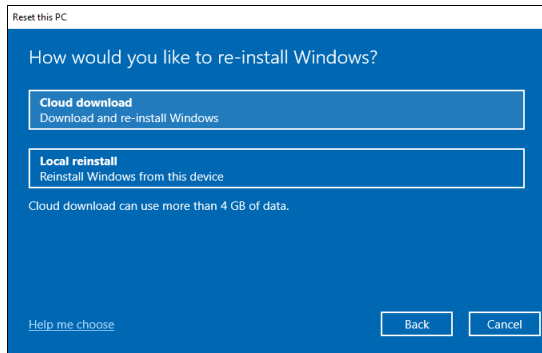 Reset this PC
How would you like to re-install Windows?
Cloud download
Download and re-install Windows
Local reinstall
Reinstall Windows from this device
Cloud download can use more than 4 GB of data.
Help me choose
Back
Cancel